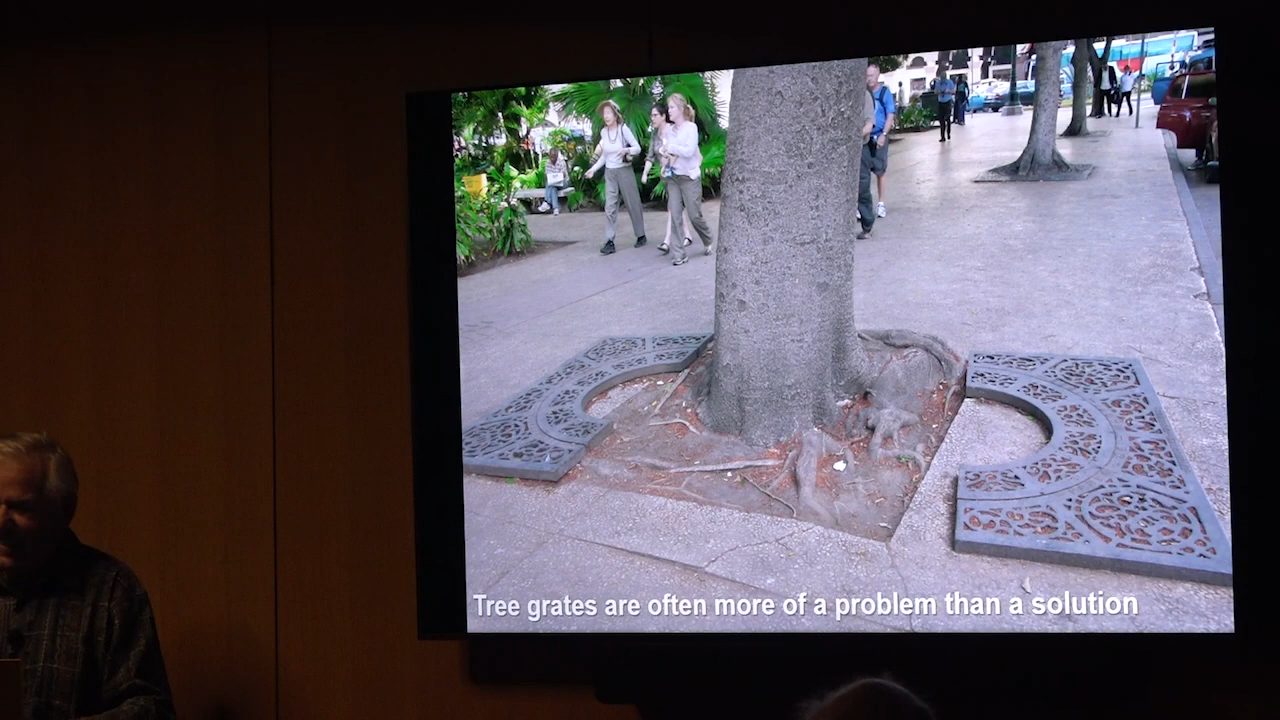 Tree grates are often more of a problem than a solution